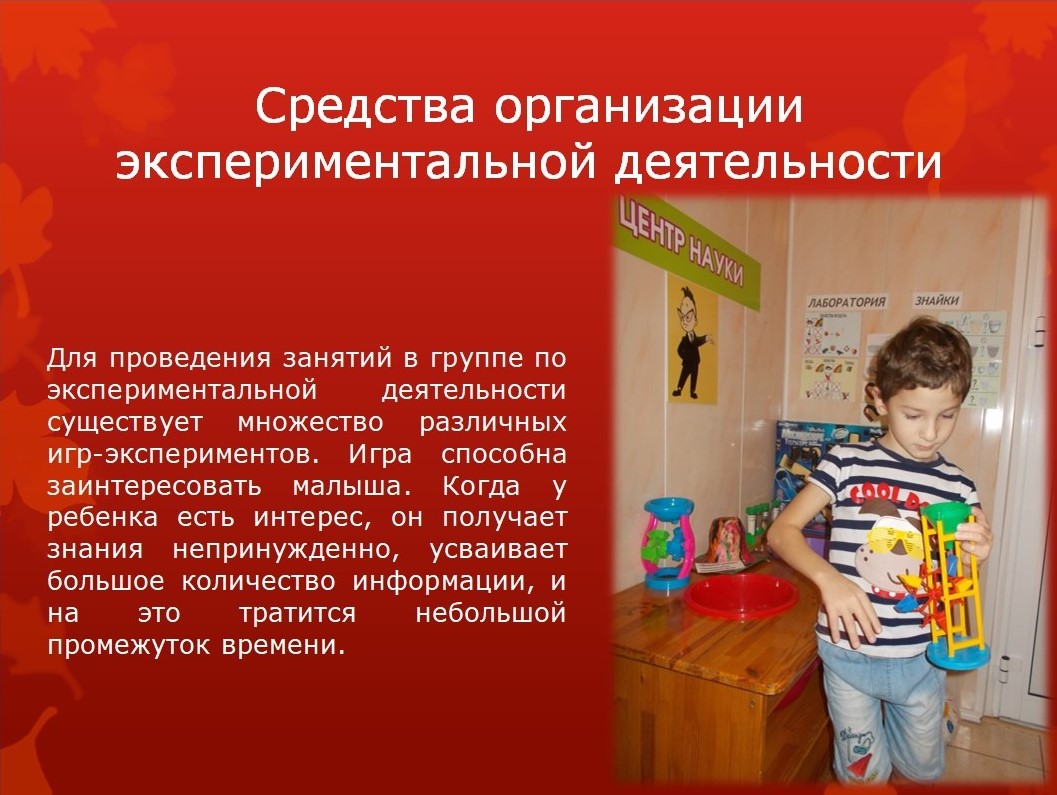 Средства организации
экспериментальной деятельности
Для проведения занятий в группе по
экспериментальной деятельности
существует множество различных
игр-экспериментов. Игра способна
заинтересовать малыша. Когда у
ребенка есть интерес, он получает
знания непринужденно, усваивает
большое количество информации, и
на это тратится небольшой
промежуток времени.
ЦЕНТР НАУКИ
ЛАБОРАТОРИЯ ЗНАЙКИ
COOL